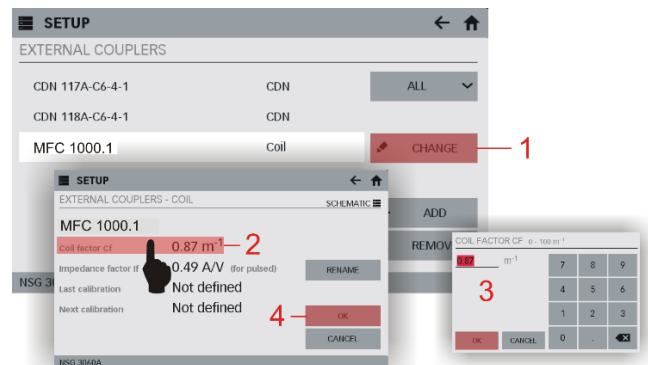 SETUP
EXTERNAL COUPLERS
CDN 117A-C6-4-1 CDN ALL
CDN 118A-C6-4-1 CDN
MFC 1000.1 Coil CHANGE 1
ADD
REMOV
NSG 30
SETUP
EXTERNAL COUPLERS - COIL SCHEMATIC
MFC 1000.1
Coil factor Cf 0.87 m⁻¹ 2
Impedance factor If 0.49 A/V (for pulsed) RENAME
Last calibration Not defined
Next calibration Not defined
4 OK
CANCEL
NSG 3060A
COIL FACTOR CF 0 - 100 m⁻¹
0.87 m⁻¹ 7 8 9
3 4 5 6
1 2 3
OK CANCEL 0 .